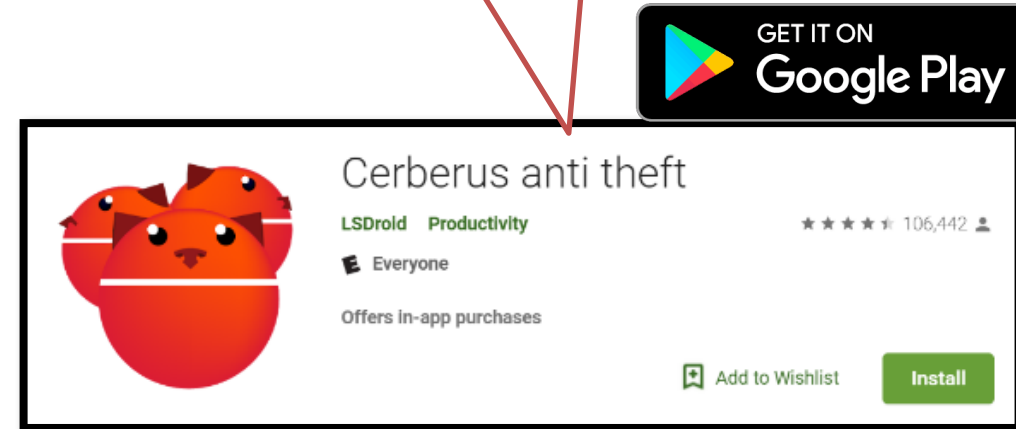 GET IT ON
Google Play
Cerberus anti theft
LSDroid Productivity
106,442
E Everyone
Offers in-app purchases
Add to Wishlist
Install